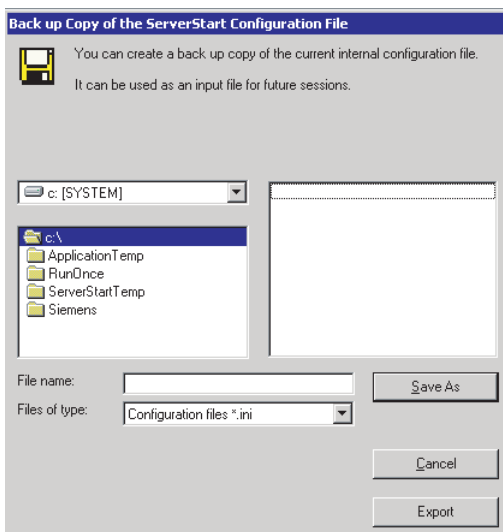 Back up Copy of the ServerStart Configuration File
You can create a back up copy of the current internal configuration file.
It can be used as an input file for future sessions.
c: [SYSTEM]
c:\
ApplicationTemp
RunOnce
ServerStartTemp
Siemens
File name:
Save As
Files of type:
Configuration files *.ini
Cancel
Export